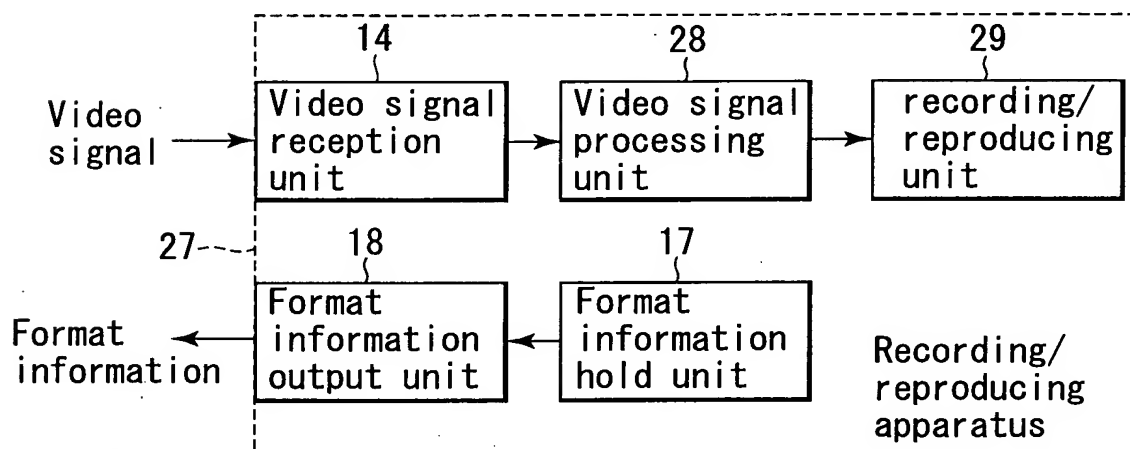 14
28
29
Video
signal
Video signal
reception
unit
Video signal
processing
unit
recording/
reproducing
unit
27
18
17
Format
information
Format
information
output unit
Format
information
hold unit
Recording/
reproducing
apparatus